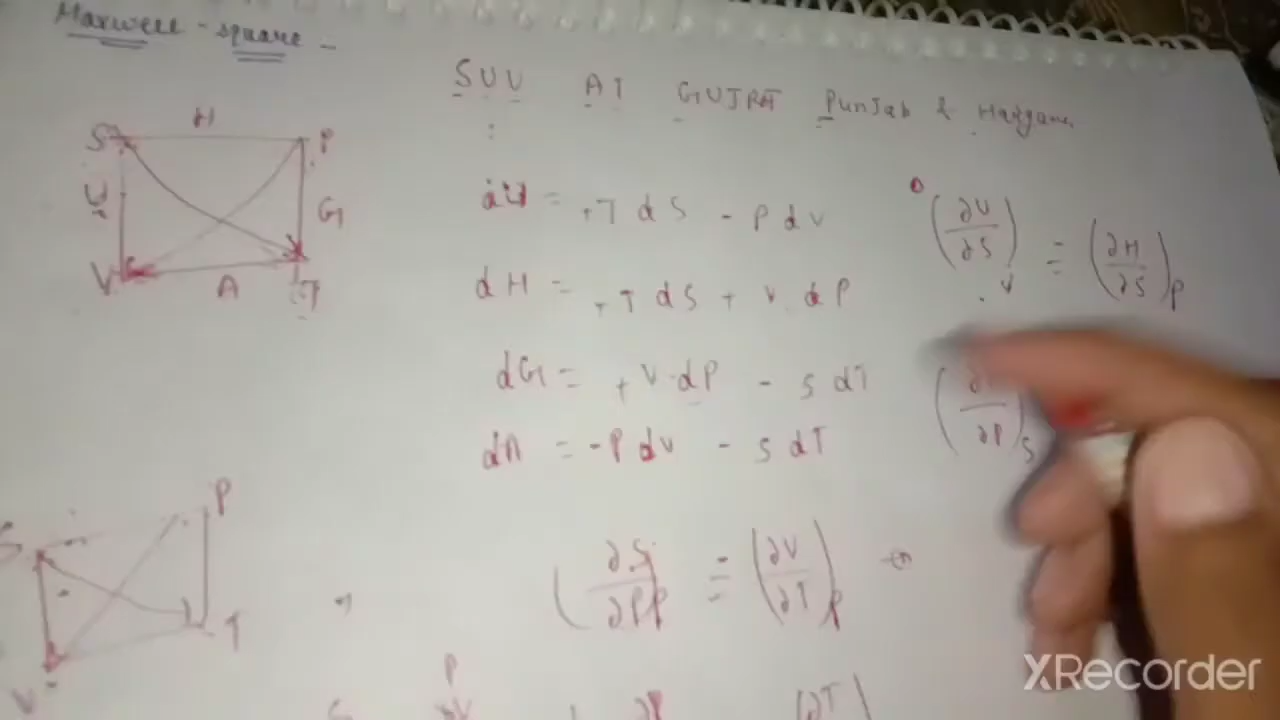 Maxwell - square -
SUV AT GUJRAT Punjab & Haryana
S H P
U G
V A T
dU = +T dS - P dV
dH = +T dS + V dP
dG = +V dP - S dT
dA = -P dV - S dT
(∂U/∂S)V = (∂H/∂S)P
∂P)S
S P
(∂S/∂P)P = (∂V/∂T)P
V T
P
S V ∂P (∂T
XRecorder